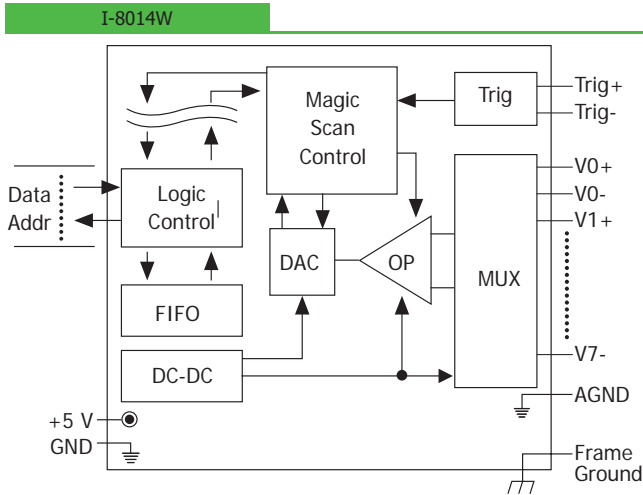 I-8014W
Magic
Scan
Control
Trig
Trig+
Trig-
Data
Addr
Logic
Control
DAC
OP
MUX
V0+
V0-
V1+
V7-
FIFO
DC-DC
AGND
+5 V
GND
Frame
Ground